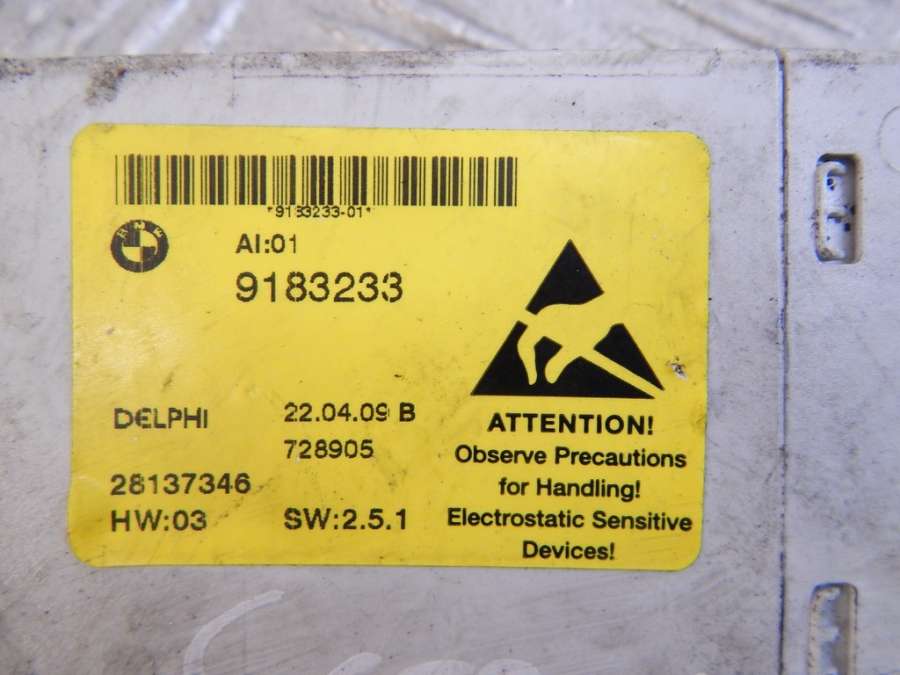 *9183233-01*
BMW
AI:01
9183233
DELPHI
22.04.09 B
728905
28137346
HW:03
SW:2.5.1
ATTENTION!
Observe Precautions
for Handling!
Electrostatic Sensitive
Devices!